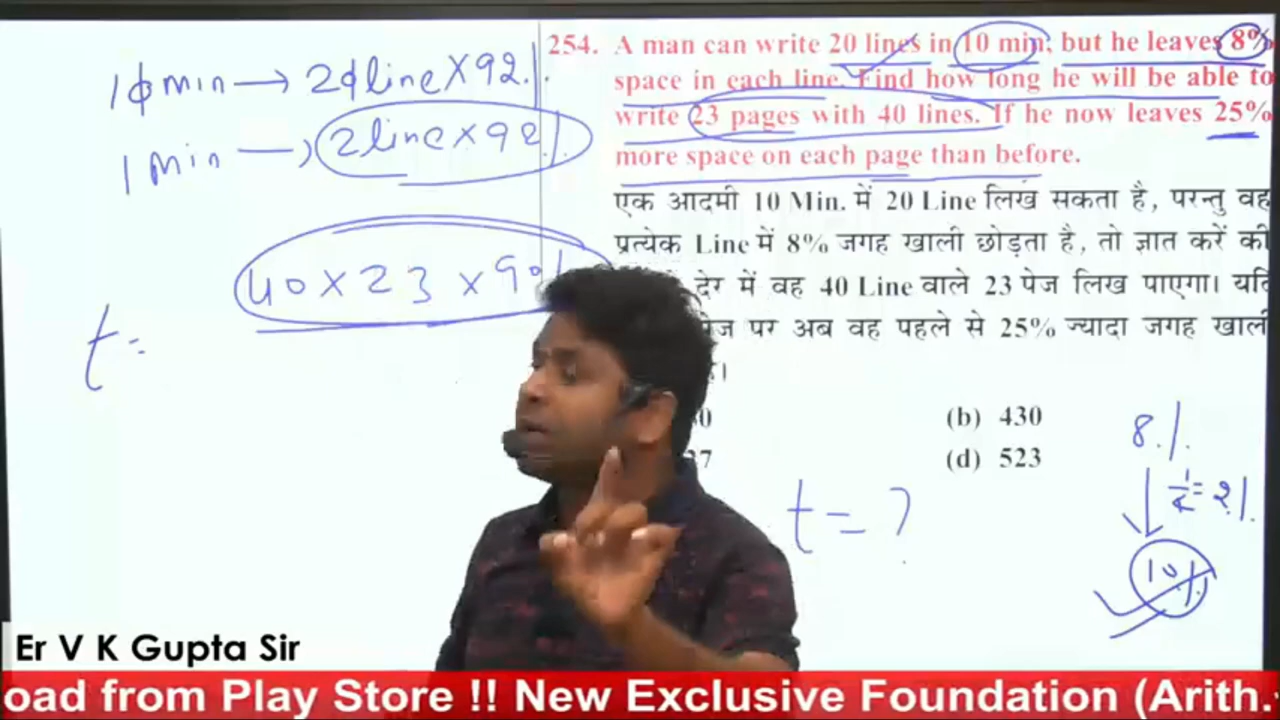 10 min → 20 line × 92%
1 min → 2 line × 92%
40 × 23 × 90%
t =
254. A man can write 20 lines in 10 min; but he leaves 8%
space in each line. Find how long he will be able to
write 23 pages with 40 lines. If he now leaves 25%
more space on each page than before.
एक आदमी 10 Min. में 20 Line लिख सकता है, परन्तु वह
प्रत्येक Line में 8% जगह खाली छोड़ता है, तो ज्ञात करें की
देर में वह 40 Line वाले 23 पेज लिख पाएगा। यदि
पर अब वह पहले से 25% ज्यादा जगह खाली
(b) 430
(d) 523
8%
1/4 = 2%
10%
t = ?
Er V K Gupta Sir
oad from Play Store !! New Exclusive Foundation (Arith.